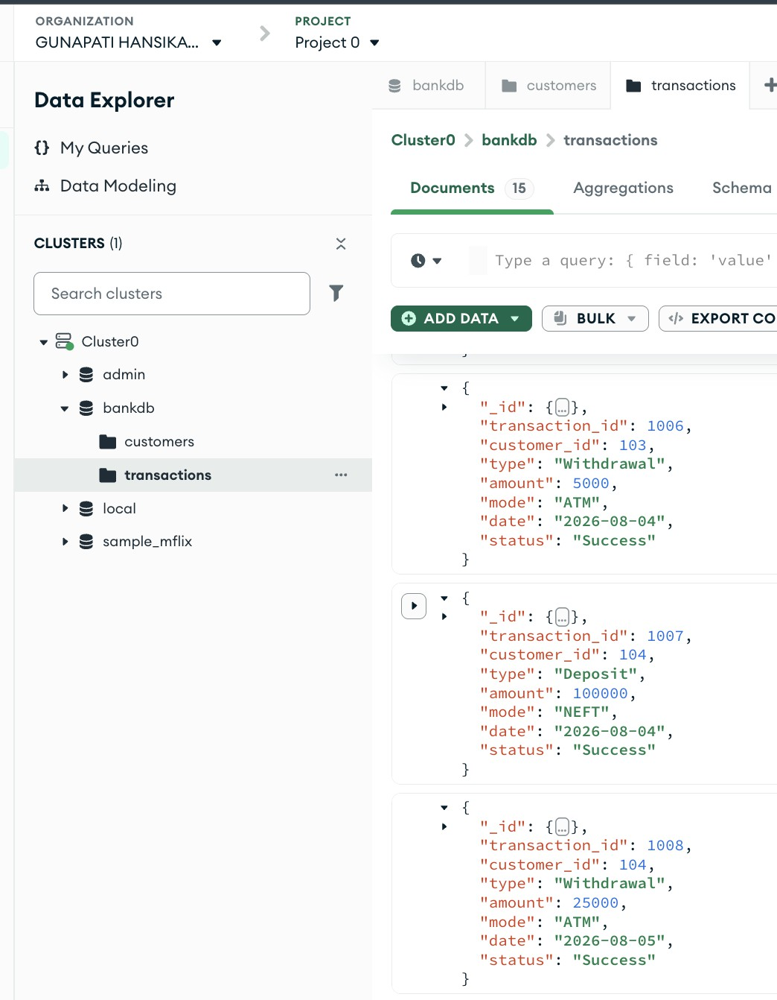 ORGANIZATION
GUNAPATI HANSIKA...
PROJECT
Project 0
Data Explorer
{} My Queries
Data Modeling
CLUSTERS (1)
Search clusters
Cluster0
admin
bankdb
customers
transactions
local
sample_mflix
bankdb
customers
transactions
Cluster0 > bankdb > transactions
Documents 15
Aggregations
Schema
Type a query: { field: 'value'
ADD DATA
BULK
</> EXPORT CO
{
"_id": {…},
"transaction_id": 1006,
"customer_id": 103,
"type": "Withdrawal",
"amount": 5000,
"mode": "ATM",
"date": "2026-08-04",
"status": "Success"
}
{
"_id": {…},
"transaction_id": 1007,
"customer_id": 104,
"type": "Deposit",
"amount": 100000,
"mode": "NEFT",
"date": "2026-08-04",
"status": "Success"
}
{
"_id": {…},
"transaction_id": 1008,
"customer_id": 104,
"type": "Withdrawal",
"amount": 25000,
"mode": "ATM",
"date": "2026-08-05",
"status": "Success"
}